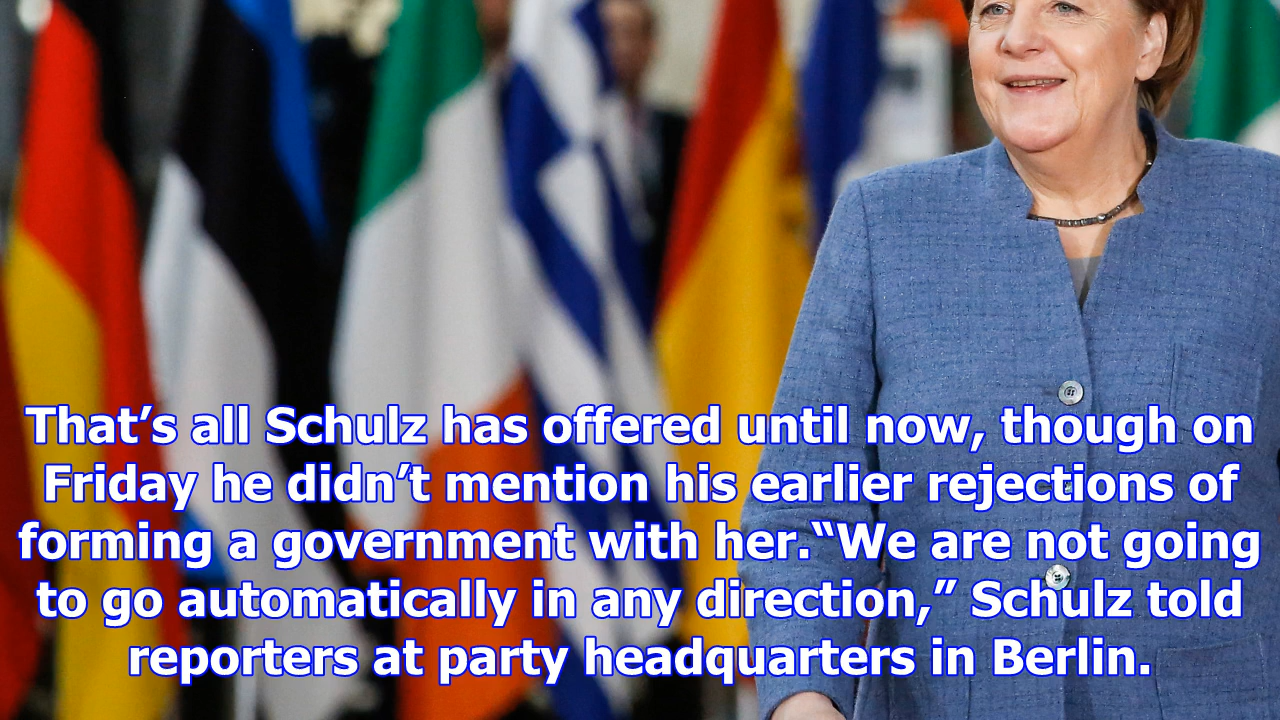 That’s all Schulz has offered until now, though on
Friday he didn’t mention his earlier rejections of
forming a government with her.“We are not going
to go automatically in any direction,” Schulz told
reporters at party headquarters in Berlin.